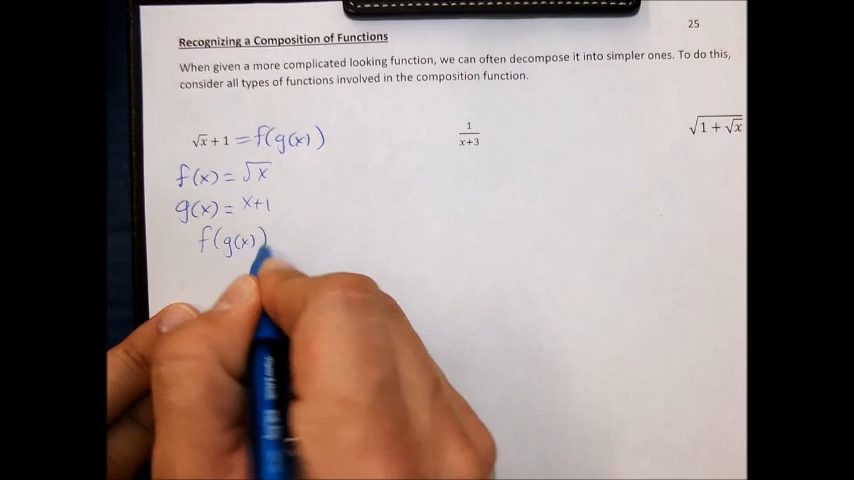 25
Recognizing a Composition of Functions
When given a more complicated looking function, we can often decompose it into simpler ones. To do this,
consider all types of functions involved in the composition function.
√x + 1 = f(g(x))
1/(x+3)
√(1 + √x)
f(x) = √x
g(x) = x+1
f(g(x))